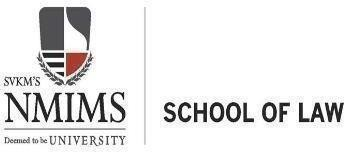 SVKM'S
NMIMS
Deemed to be UNIVERSITY
SCHOOL OF LAW